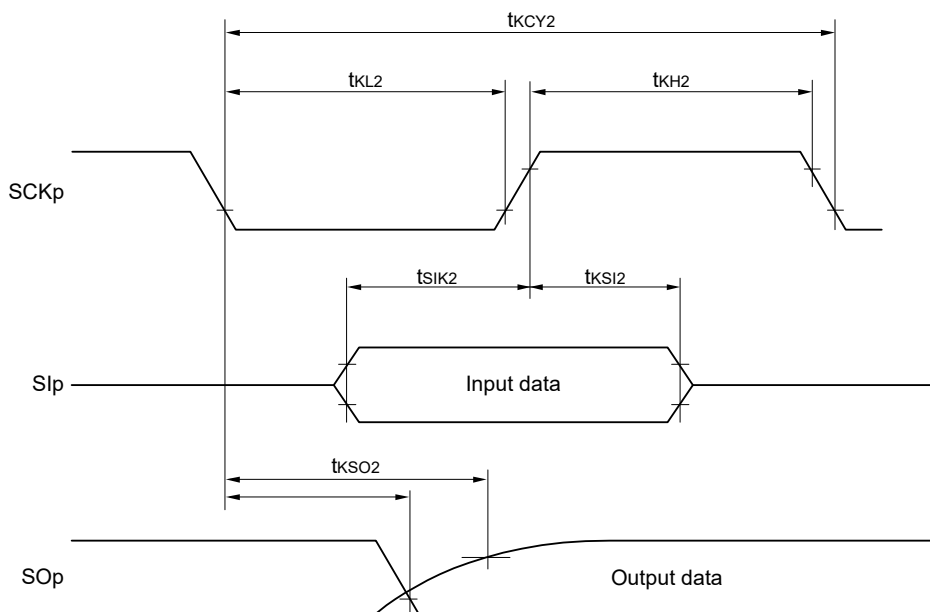 tKCY2
tKL2
tKH2
SCKp
tSIK2
tKSI2
SIp
Input data
tKSO2
SOp
Output data